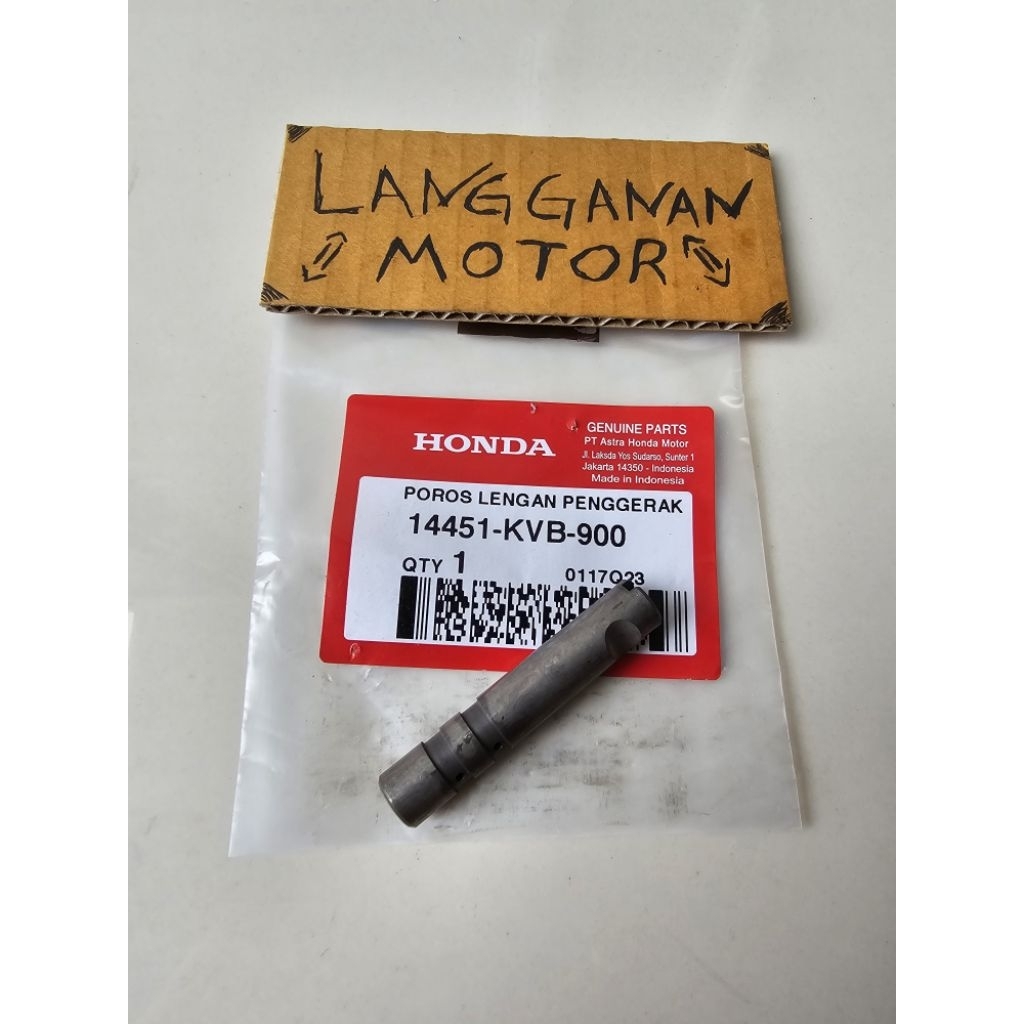 LANGGANAN
MOTOR
HONDA
GENUINE PARTS
PT Astra Honda Motor
Jl. Laksda Yos Sudarso, Sunter 1
Jakarta 14350 - Indonesia
Made in Indonesia
POROS LENGAN PENGGERAK
14451-KVB-900
QTY 1
0117Q23